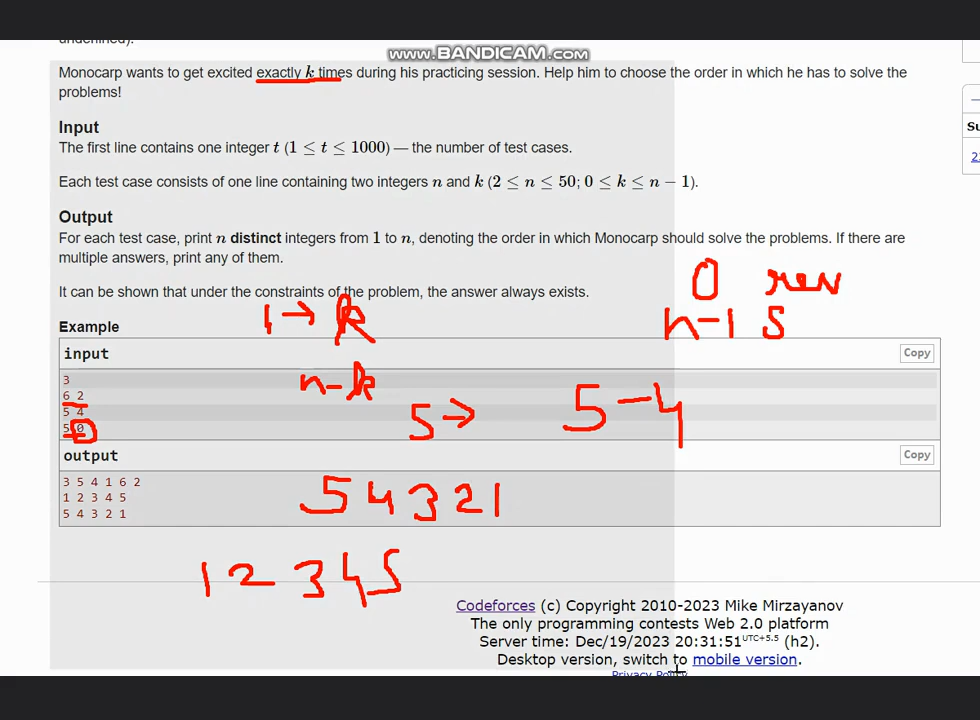 undefined).
www.BANDICAM.com
Monocarp wants to get excited exactly k times during his practicing session. Help him to choose the order in which he has to solve the
problems!
Input
The first line contains one integer t (1 ≤ t ≤ 1000) — the number of test cases.
Each test case consists of one line containing two integers n and k (2 ≤ n ≤ 50; 0 ≤ k ≤ n − 1).
Output
For each test case, print n distinct integers from 1 to n, denoting the order in which Monocarp should solve the problems. If there are
multiple answers, print any of them.
It can be shown that under the constraints of the problem, the answer always exists.
0 rev
n-1 S
1 → k
Example
input
Copy
3
6 2
5 4
5 0
n-k
5 →
5-4
output
Copy
3 5 4 1 6 2
1 2 3 4 5
5 4 3 2 1
5 4 3 2 1
1 2 3 4 5
Codeforces (c) Copyright 2010-2023 Mike Mirzayanov
The only programming contests Web 2.0 platform
Server time: Dec/19/2023 20:31:51 UTC+5.5 (h2).
Desktop version, switch to mobile version.
Privacy Policy
Su